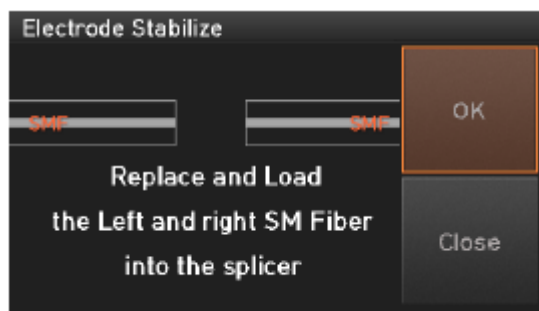 Electrode Stabilize
SMF
SMF
OK
Replace and Load
the Left and right SM Fiber
into the splicer
Close